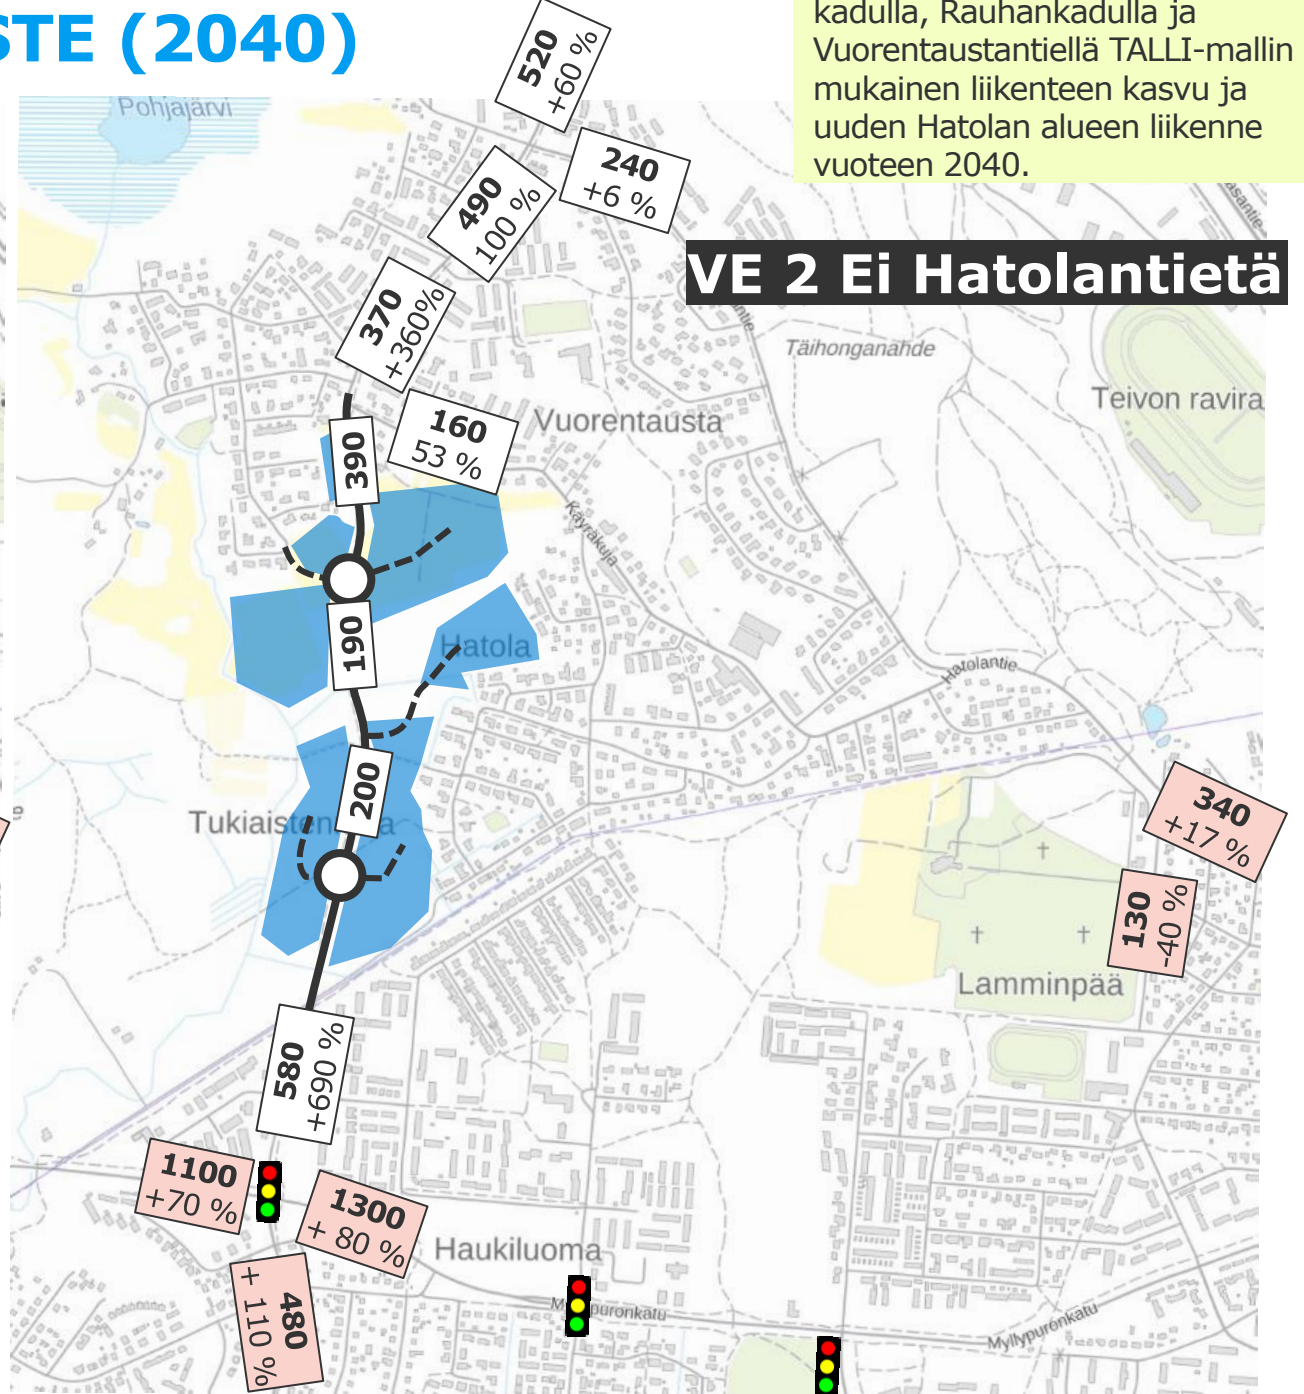 STE (2040)
kadulla, Rauhankadulla ja
Vuorentaustantiellä TALLI-mallin
mukainen liikenteen kasvu ja
uuden Hatolan alueen liikenne
vuoteen 2040.
VE 2 Ei Hatolantietä
520
+60 %
Pohjajärvi
240
+6 %
490
100 %
370
+360%
Täihonganahde
Teivon ravira
160
53 %
Vuorentausta
390
Käyräkuja
190
Hatola
Hatolantie
200
340
+17 %
130
-40 %
Lamminpää
580
+690 %
1100
+70 %
1300
+ 80 %
Haukiluoma
480
+ 110 %
Myllypuronkatu